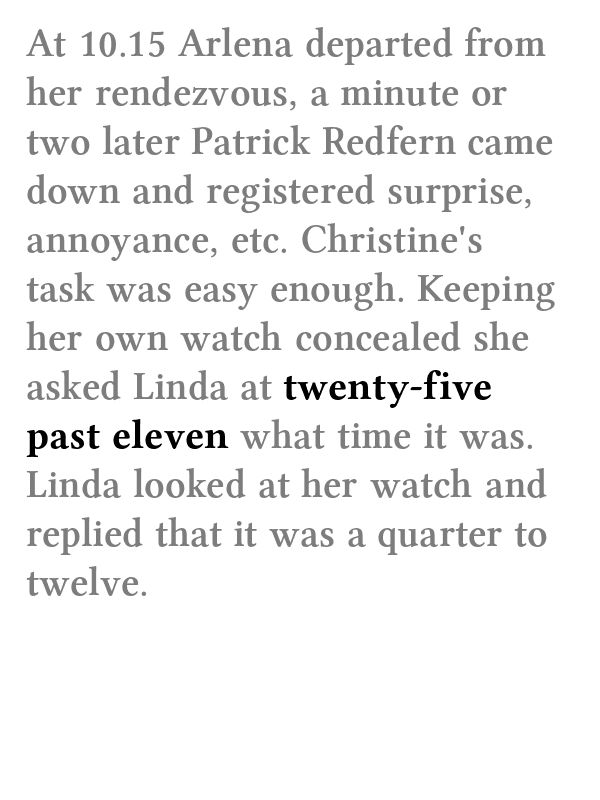 At 10.15 Arlena departed from
her rendezvous, a minute or
two later Patrick Redfern came
down and registered surprise,
annoyance, etc. Christine's
task was easy enough. Keeping
her own watch concealed she
asked Linda at twenty-five
past eleven what time it was.
Linda looked at her watch and
replied that it was a quarter to
twelve.